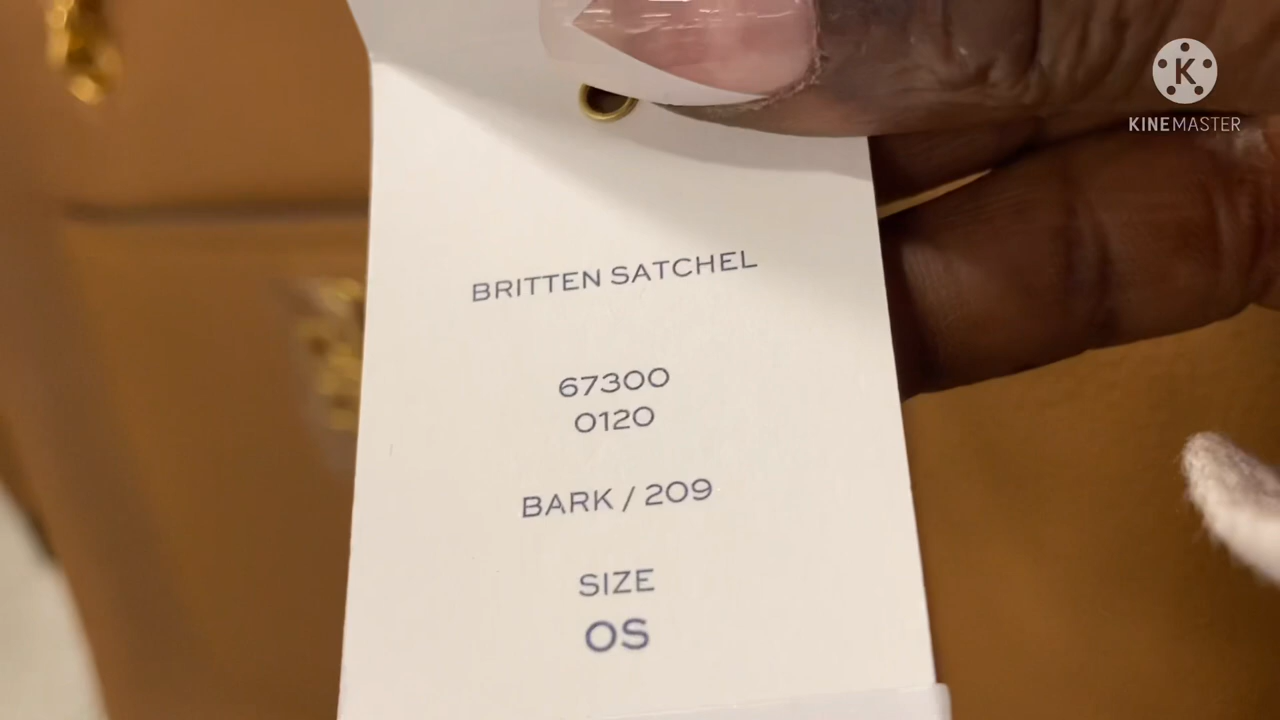 K
KINEMASTER
BRITTEN SATCHEL
67300
0120
BARK / 209
SIZE
OS